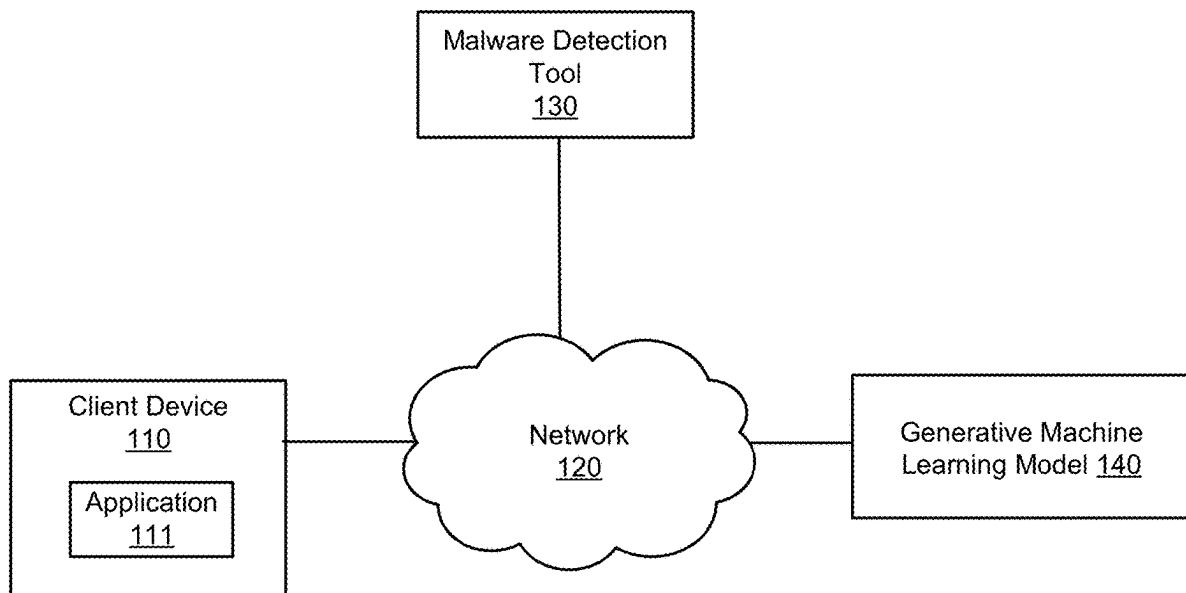 Malware Detection
Tool
130
Client Device
110
Application
111
Network
120
Generative Machine
Learning Model 140